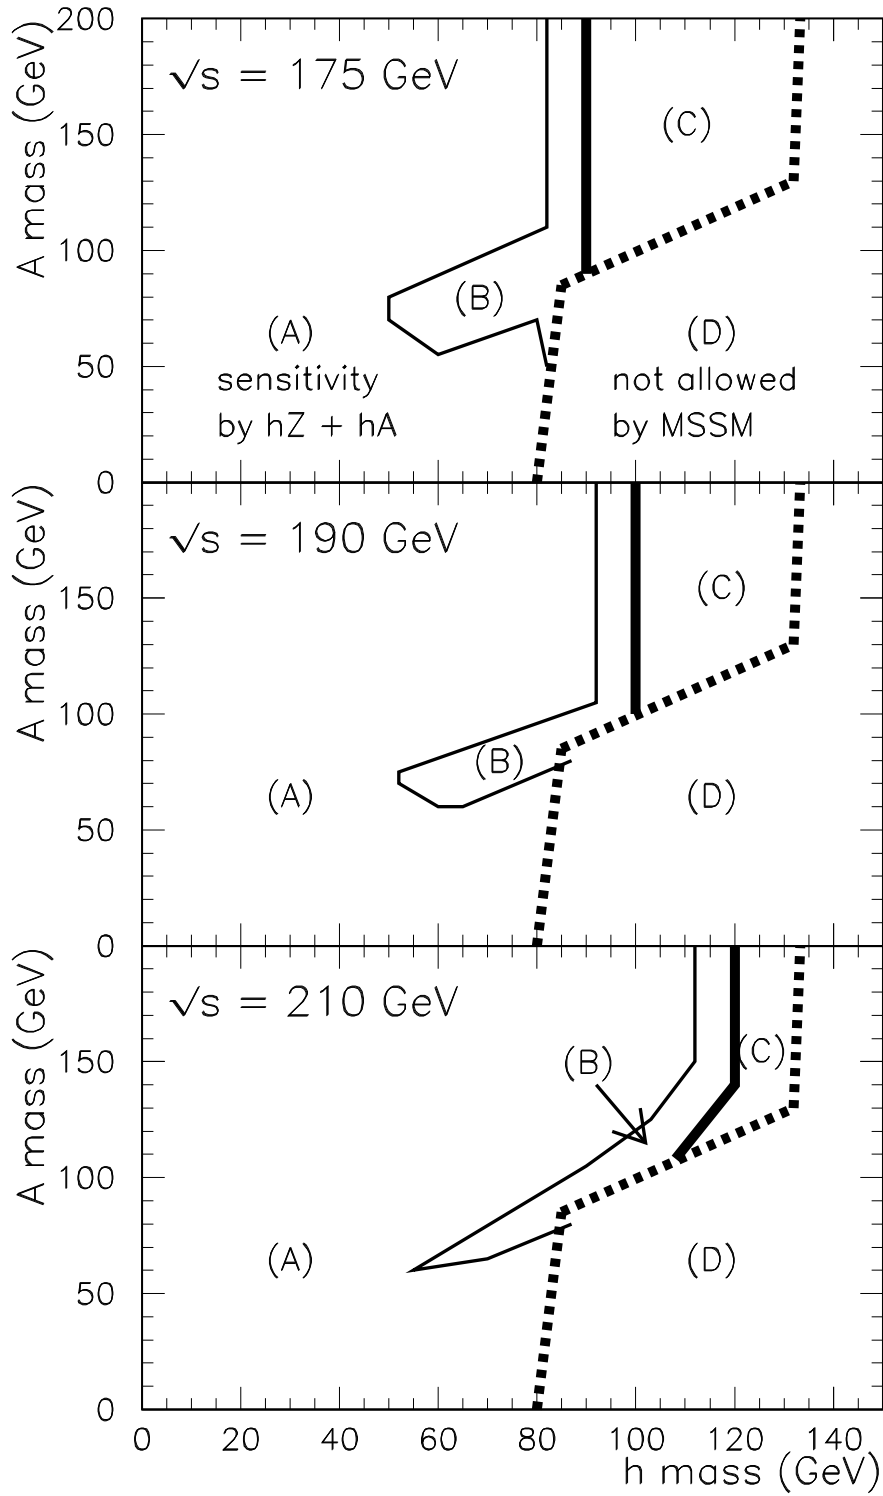 200
150
100
50
0
A mass (GeV)
√s = 175 GeV
(C)
(B)
(A)
sensitivity
by hZ + hA
(D)
not allowed
by MSSM
150
100
50
0
A mass (GeV)
√s = 190 GeV
(C)
(B)
(A)
(D)
150
100
50
0
A mass (GeV)
√s = 210 GeV
(B)
(C)
(A)
(D)
0 20 40 60 80 100 120 140
h mass (GeV)